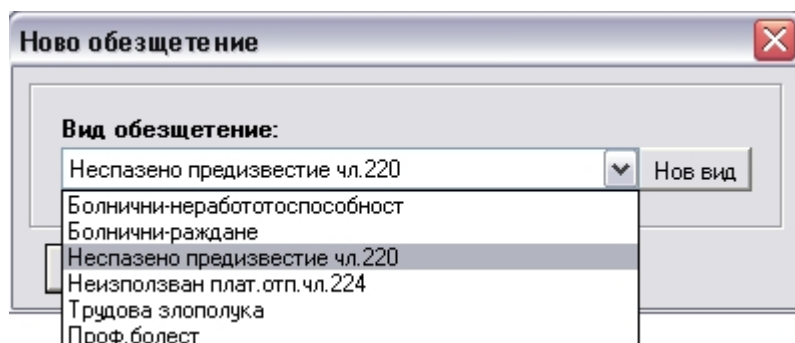 Ново обезщетение
Вид обезщетение:
Неспазено предизвестие чл.220
Нов вид
Болнични-неработотоспособност
Болнични-раждане
Неспазено предизвестие чл.220
Неизползван плат.отп.чл.224
Трудова злополука
Проф.болест